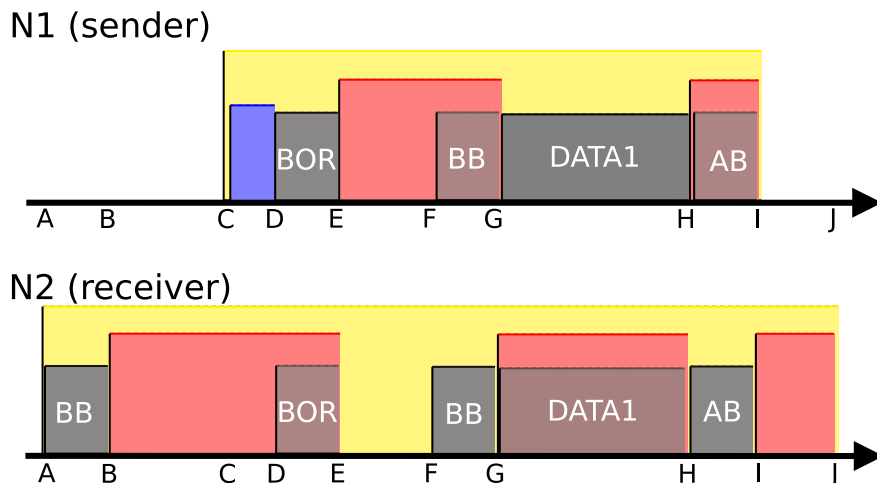 N1 (sender)
BOR BB DATA1 AB
A B C D E F G H I J
N2 (receiver)
BB BOR BB DATA1 AB
A B C D E F G H I J